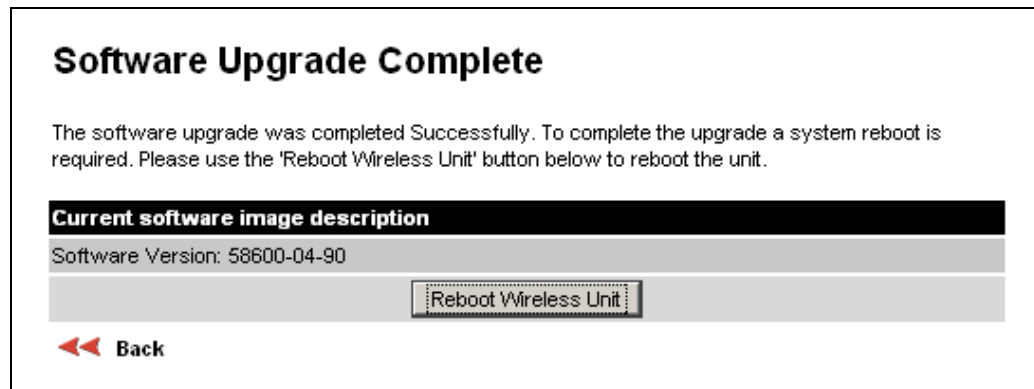 Software Upgrade Complete
The software upgrade was completed Successfully. To complete the upgrade a system reboot is
required. Please use the 'Reboot Wireless Unit' button below to reboot the unit.
Current software image description
Software Version: 58600-04-90
Reboot Wireless Unit
Back